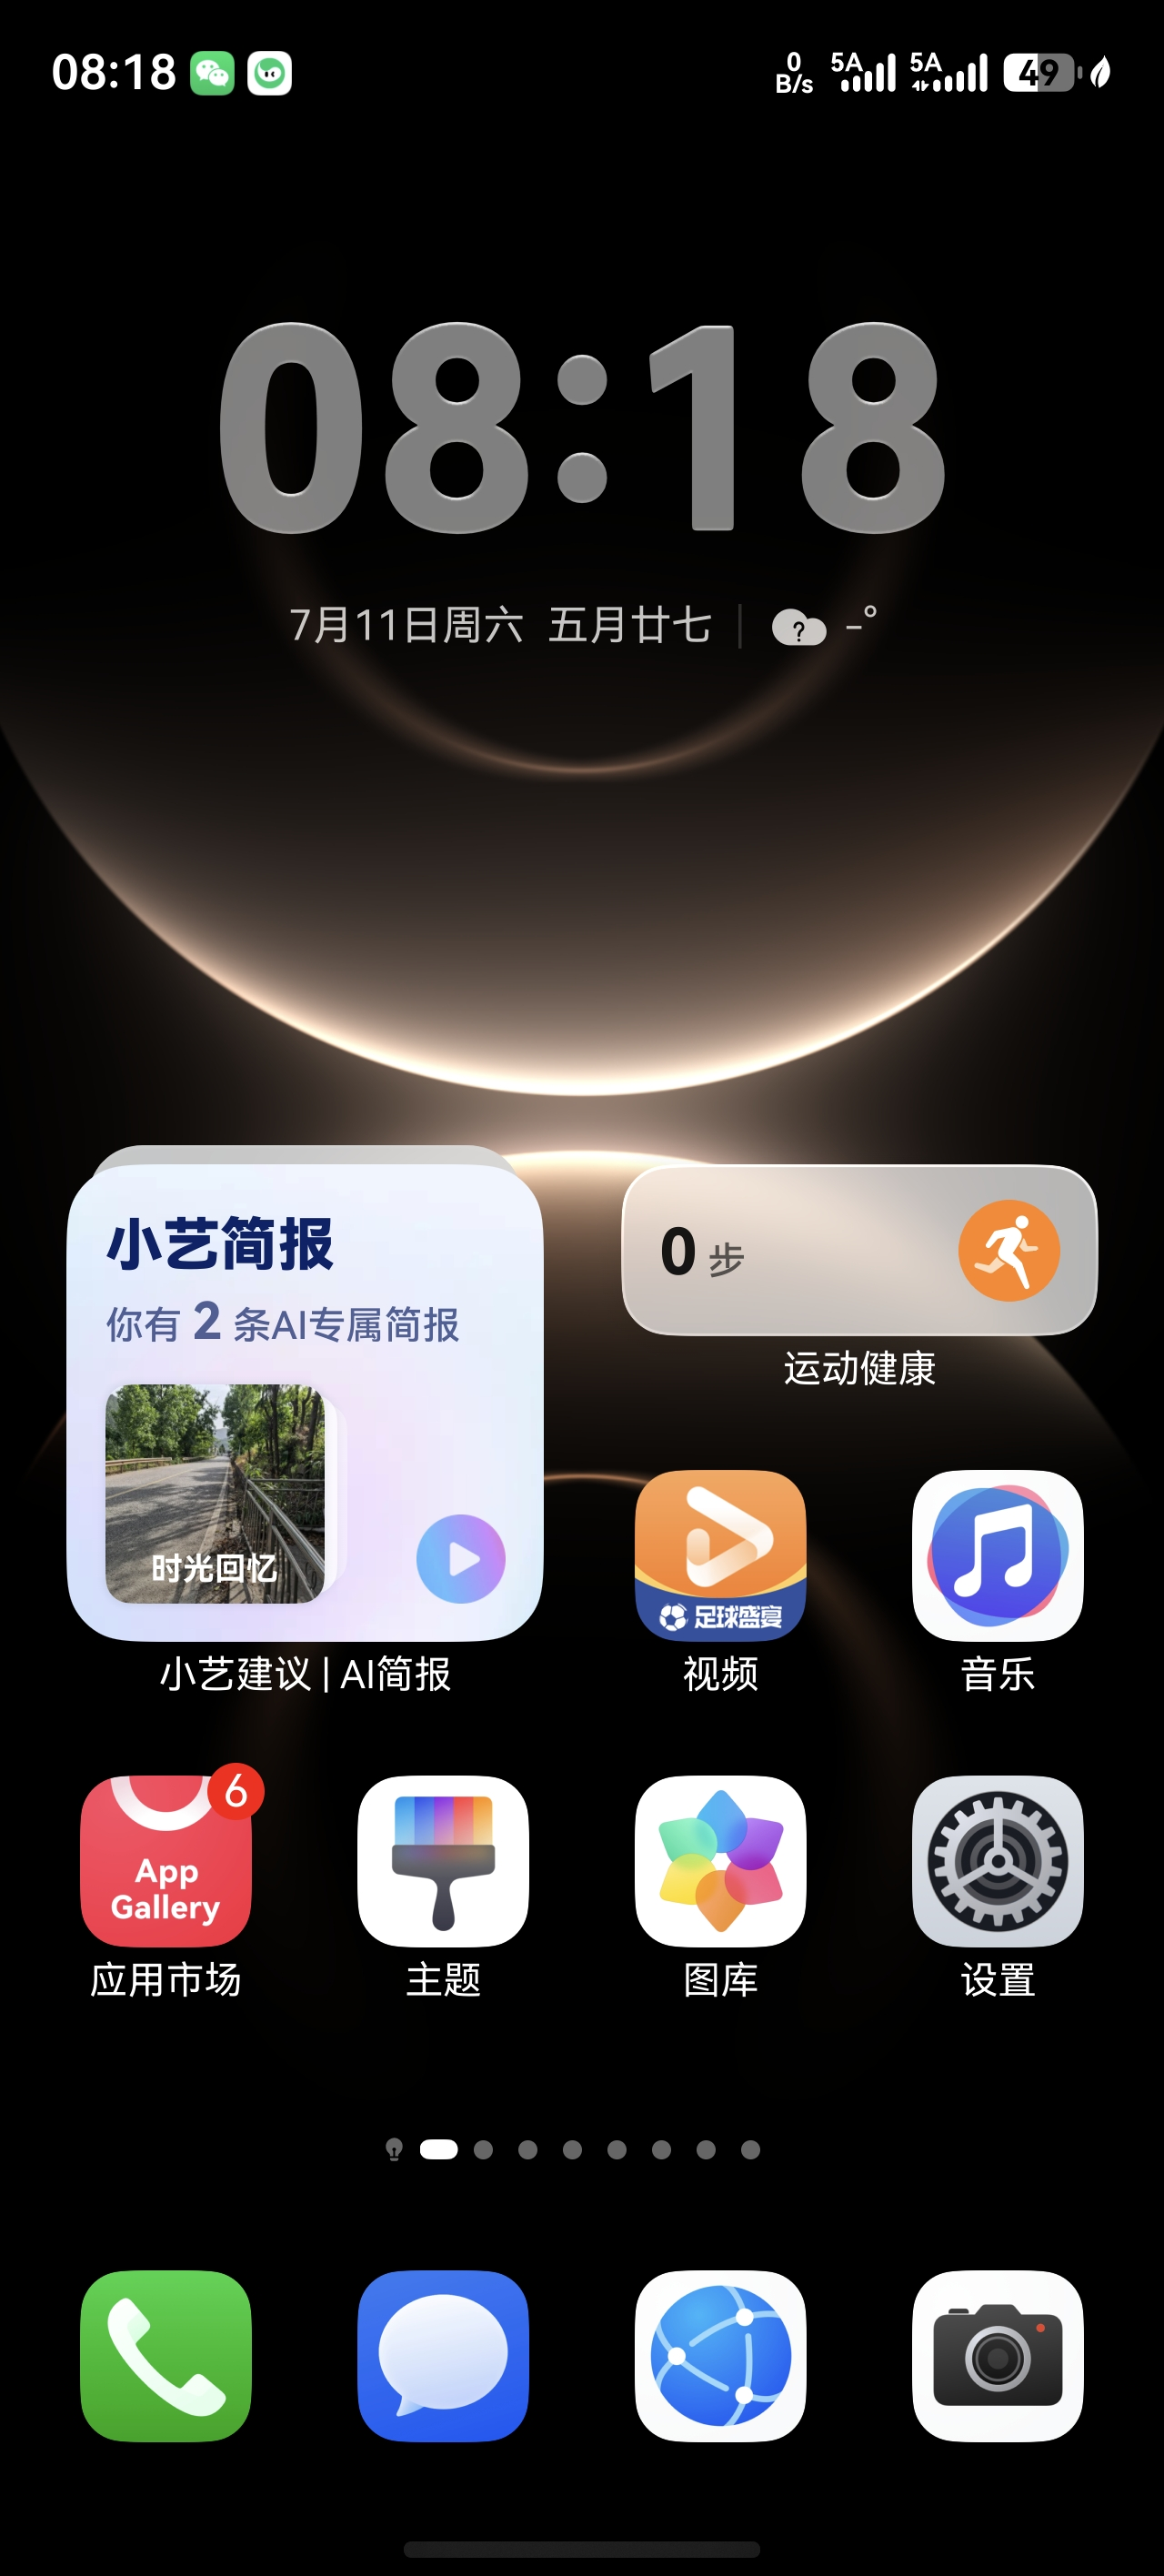 08:18
0 B/s 5A 5A 49
08:18
7月11日周六 五月廿七 -°
小艺简报
你有 2 条AI专属简报
时光回忆
小艺建议 | AI简报
0 步
运动健康
足球盛宴
视频
音乐
App
Gallery
6
应用市场
主题
图库
设置